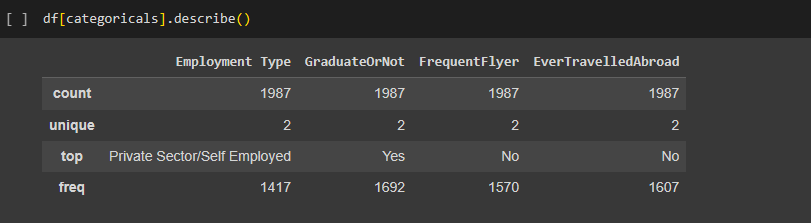 [ ] df[categoricals].describe()
Employment Type GraduateOrNot FrequentFlyer EverTravelledAbroad
count 1987 1987 1987 1987
unique 2 2 2 2
top Private Sector/Self Employed Yes No No
freq 1417 1692 1570 1607